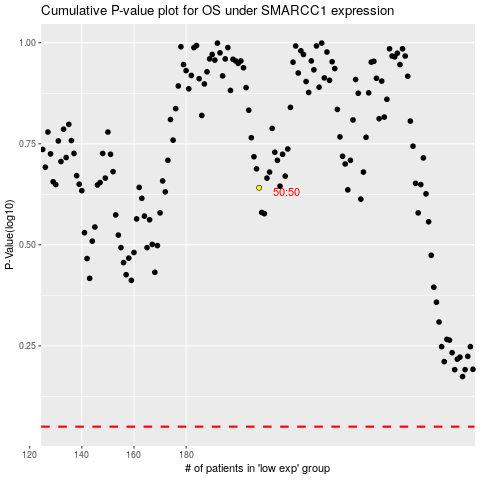 Cumulative P-value plot for OS under SMARCC1 expression
P-Value(log10)
1.00
0.75
0.50
0.25
50:50
120 140 160 180
# of patients in 'low exp' group